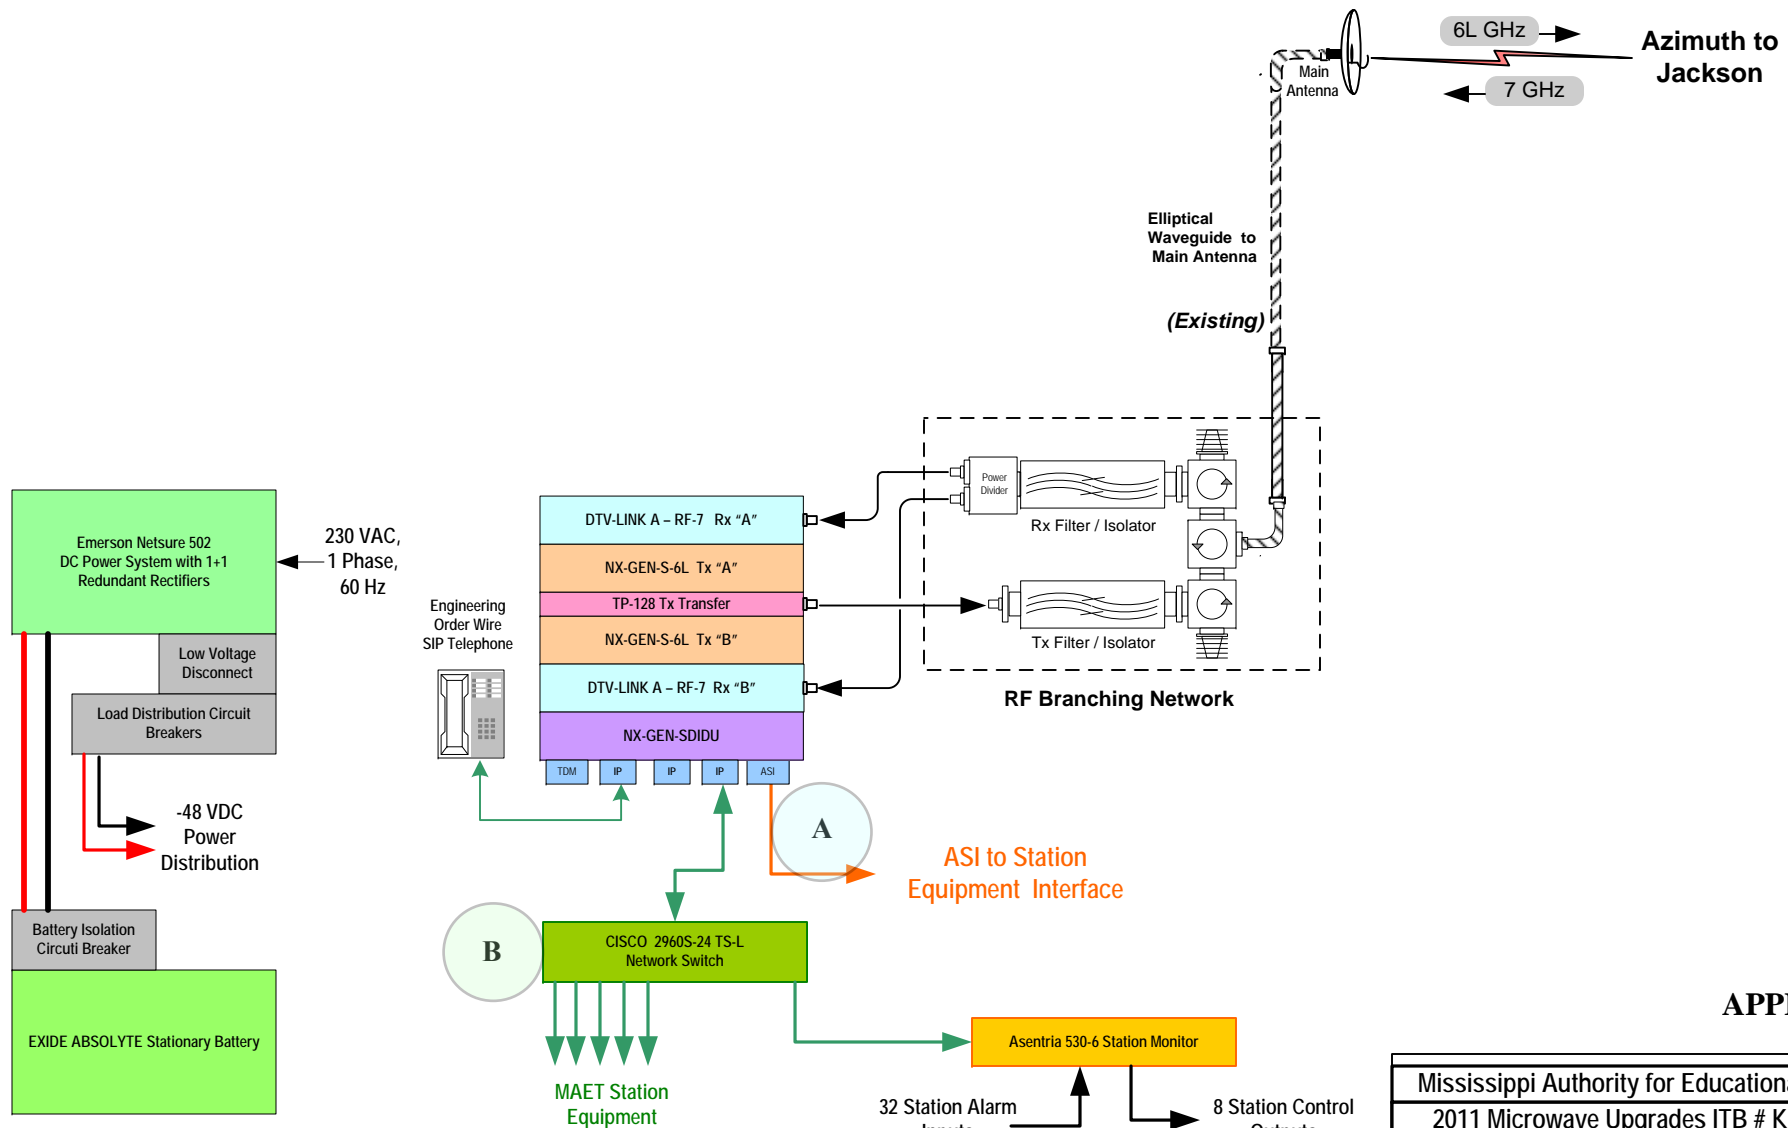 6L GHz
Azimuth to
Jackson
7 GHz
Main
Antenna
Elliptical
Waveguide to
Main Antenna
(Existing)
Power
Divider
Rx Filter / Isolator
Tx Filter / Isolator
RF Branching Network
Emerson Netsure 502
DC Power System with 1+1
Redundant Rectifiers
230 VAC,
1 Phase,
60 Hz
Low Voltage
Disconnect
Load Distribution Circuit
Breakers
-48 VDC
Power
Distribution
Battery Isolation
Circuti Breaker
EXIDE ABSOLYTE Stationary Battery
Engineering
Order Wire
SIP Telephone
DTV-LINK A – RF-7 Rx “A”
NX-GEN-S-6L Tx “A”
TP-128 Tx Transfer
NX-GEN-S-6L Tx “B”
DTV-LINK A – RF-7 Rx “B”
NX-GEN-SDIDU
TDM IP IP IP ASI
A
ASI to Station
Equipment Interface
B
CISCO 2960S-24 TS-L
Network Switch
MAET Station
Equipment
Asentria 530-6 Station Monitor
32 Station Alarm
8 Station Control
Mississippi Authority for
2011 Microwave Upgrades ITB #